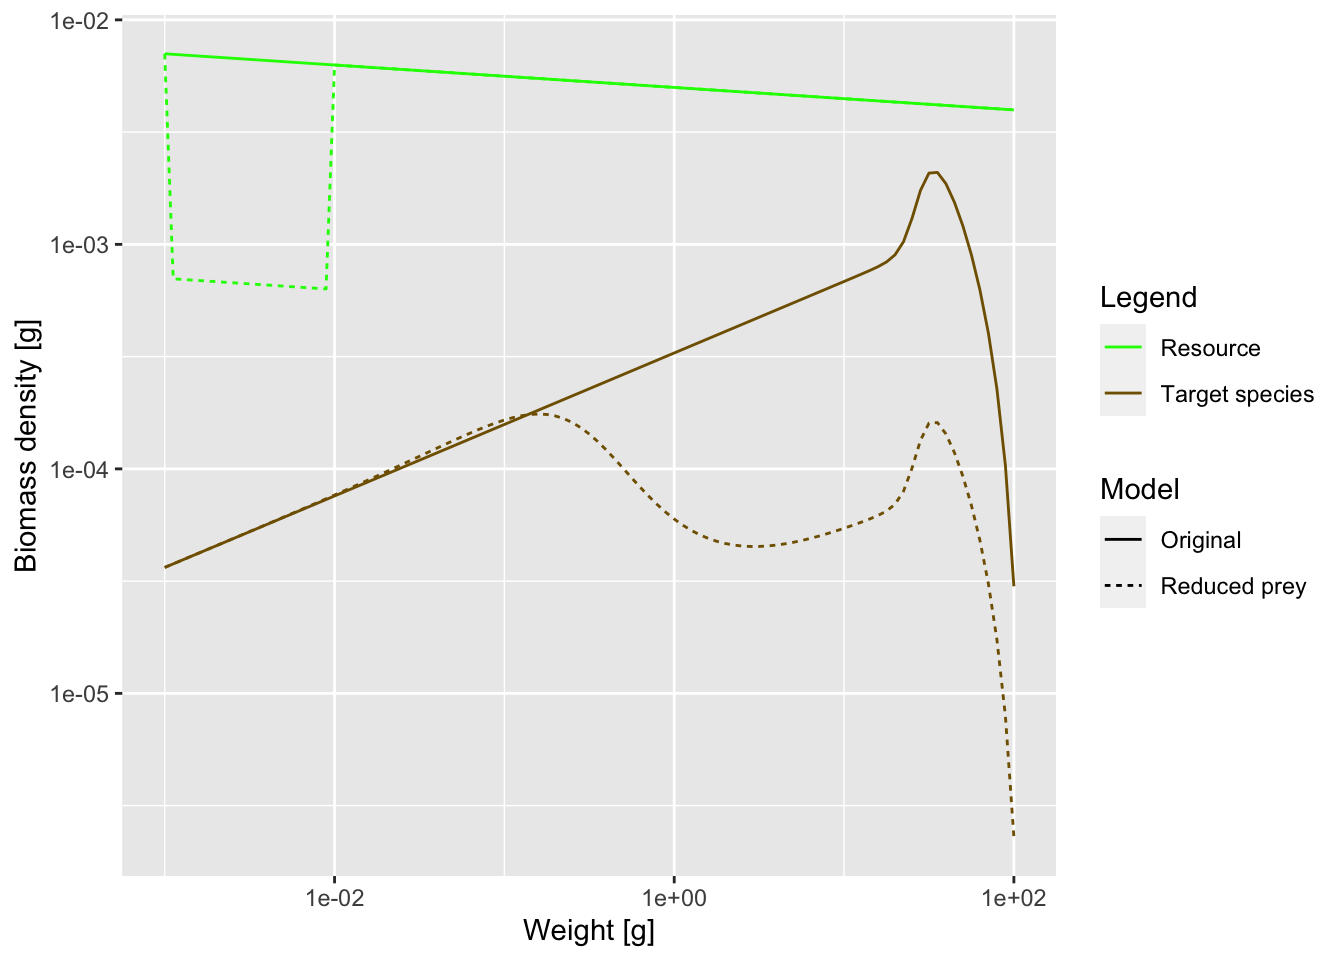 1e-02
1e-03
1e-04
1e-05
Biomass density [g]
1e-02
1e+00
1e+02
Weight [g]
Legend
Resource
Target species
Model
Original
Reduced prey